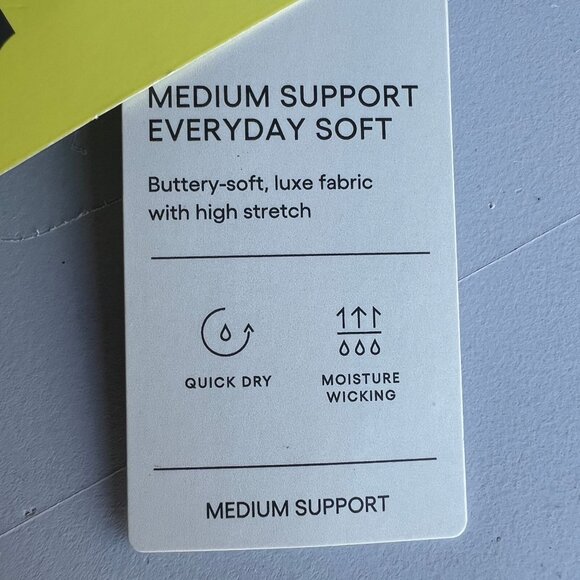 MEDIUM SUPPORT
EVERYDAY SOFT
Buttery-soft, luxe fabric
with high stretch
QUICK DRY
MOISTURE
WICKING
MEDIUM SUPPORT